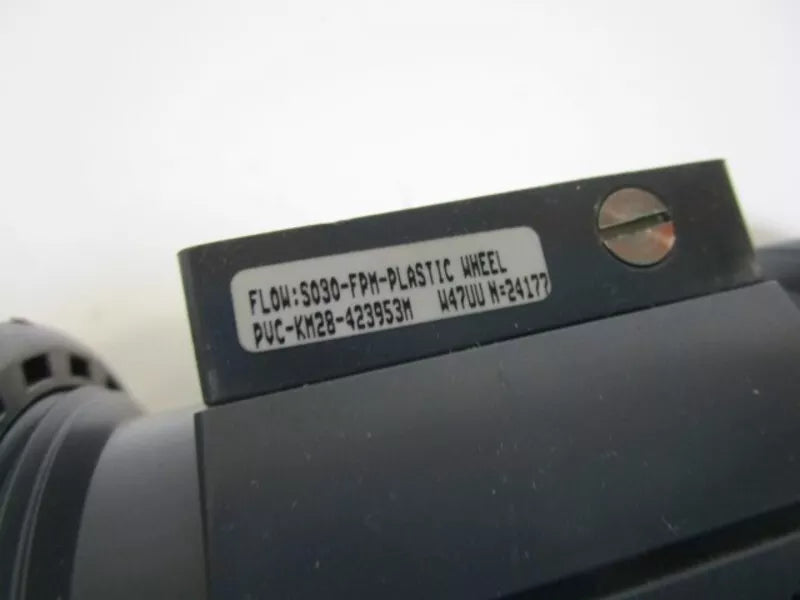 FLOW:S030-FPM-PLASTIC WHEEL
PVC-KM28-423953M W47UU N=24177